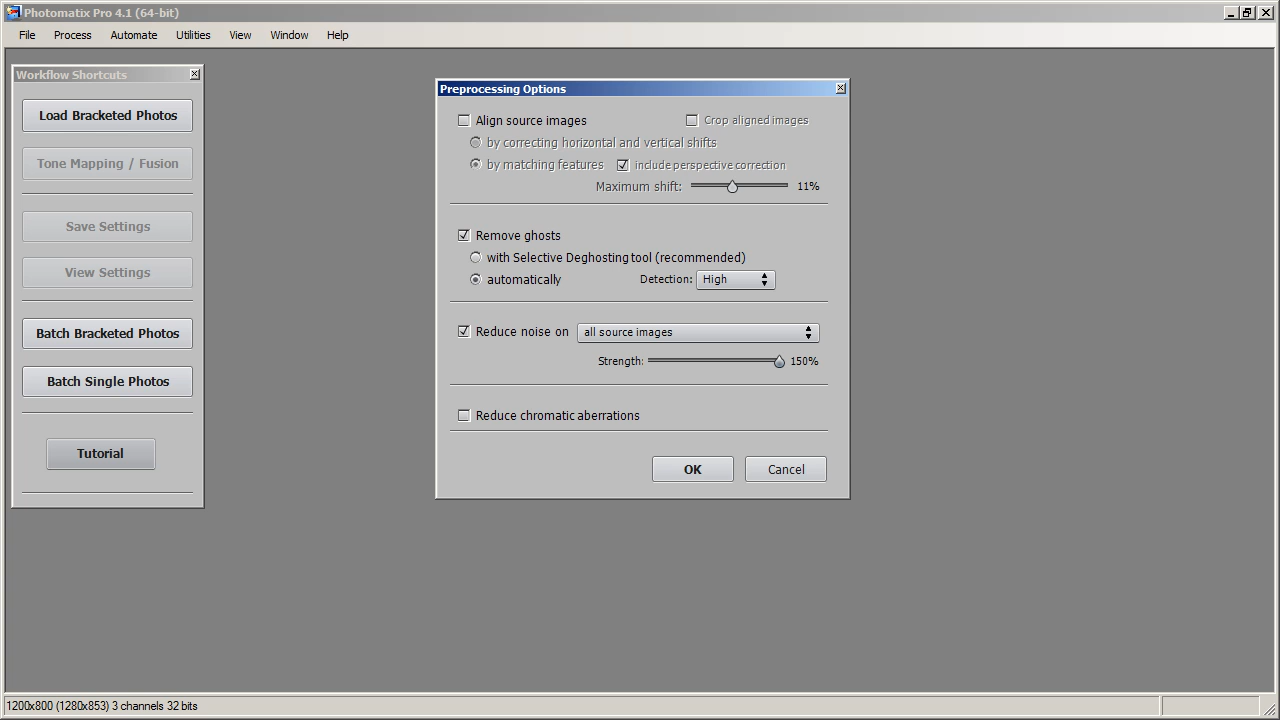 Photomatix Pro 4.1 (64-bit)
File Process Automate Utilities View Window Help
Workflow Shortcuts
Load Bracketed Photos
Tone Mapping / Fusion
Save Settings
View Settings
Batch Bracketed Photos
Batch Single Photos
Tutorial
Preprocessing Options
Align source images Crop aligned images
by correcting horizontal and vertical shifts
by matching features include perspective correction
Maximum shift: 11%
Remove ghosts
with Selective Deghosting tool (recommended)
automatically Detection: High
Reduce noise on all source images
Strength: 150%
Reduce chromatic aberrations
OK Cancel
1200x800 (1280x853) 3 channels 32 bits